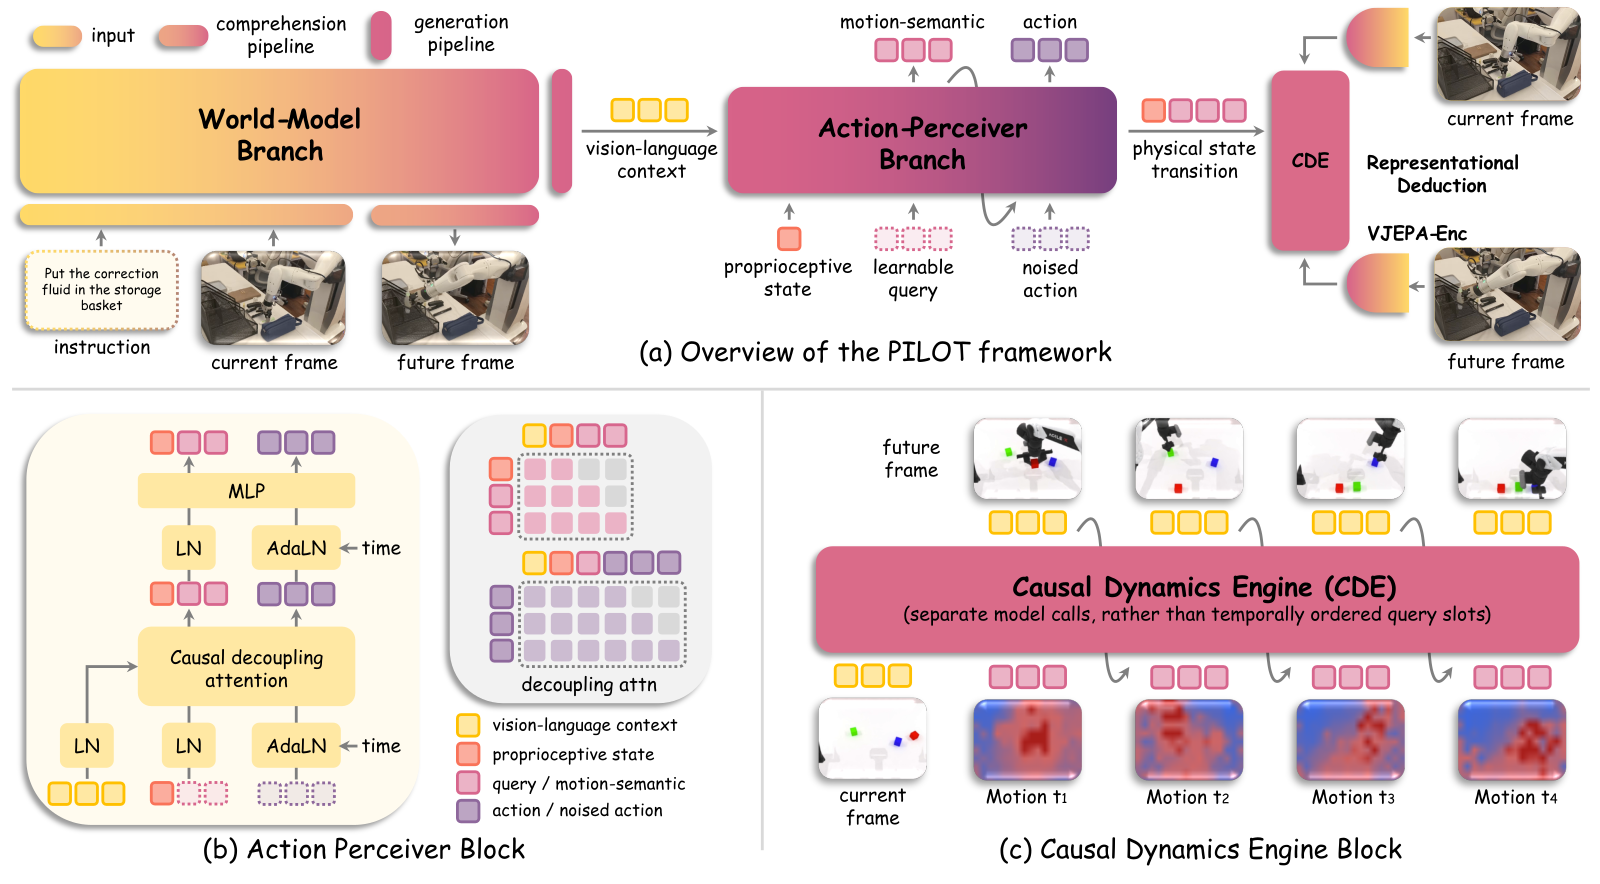 input
comprehension
pipeline
generation
pipeline
World-Model
Branch
Put the correction
fluid in the storage
basket
instruction
current frame
future frame
vision-language
context
motion-semantic
action
Action-Perceiver
Branch
proprioceptive
state
learnable
query
noised
action
physical state
transition
CDE
current frame
Representational
Deduction
VJEPA-Enc
future frame
(a) Overview of the PILOT framework
MLP
LN
AdaLN
time
Causal decoupling
attention
LN
LN
AdaLN
time
decoupling attn
vision-language context
proprioceptive state
query / motion-semantic
action / noised action
(b) Action Perceiver Block
future
frame
Causal Dynamics Engine (CDE)
(separate model calls, rather than temporally ordered query slots)
current
frame
Motion t1
Motion t2
Motion t3
Motion t4
(c) Causal Dynamics Engine Block